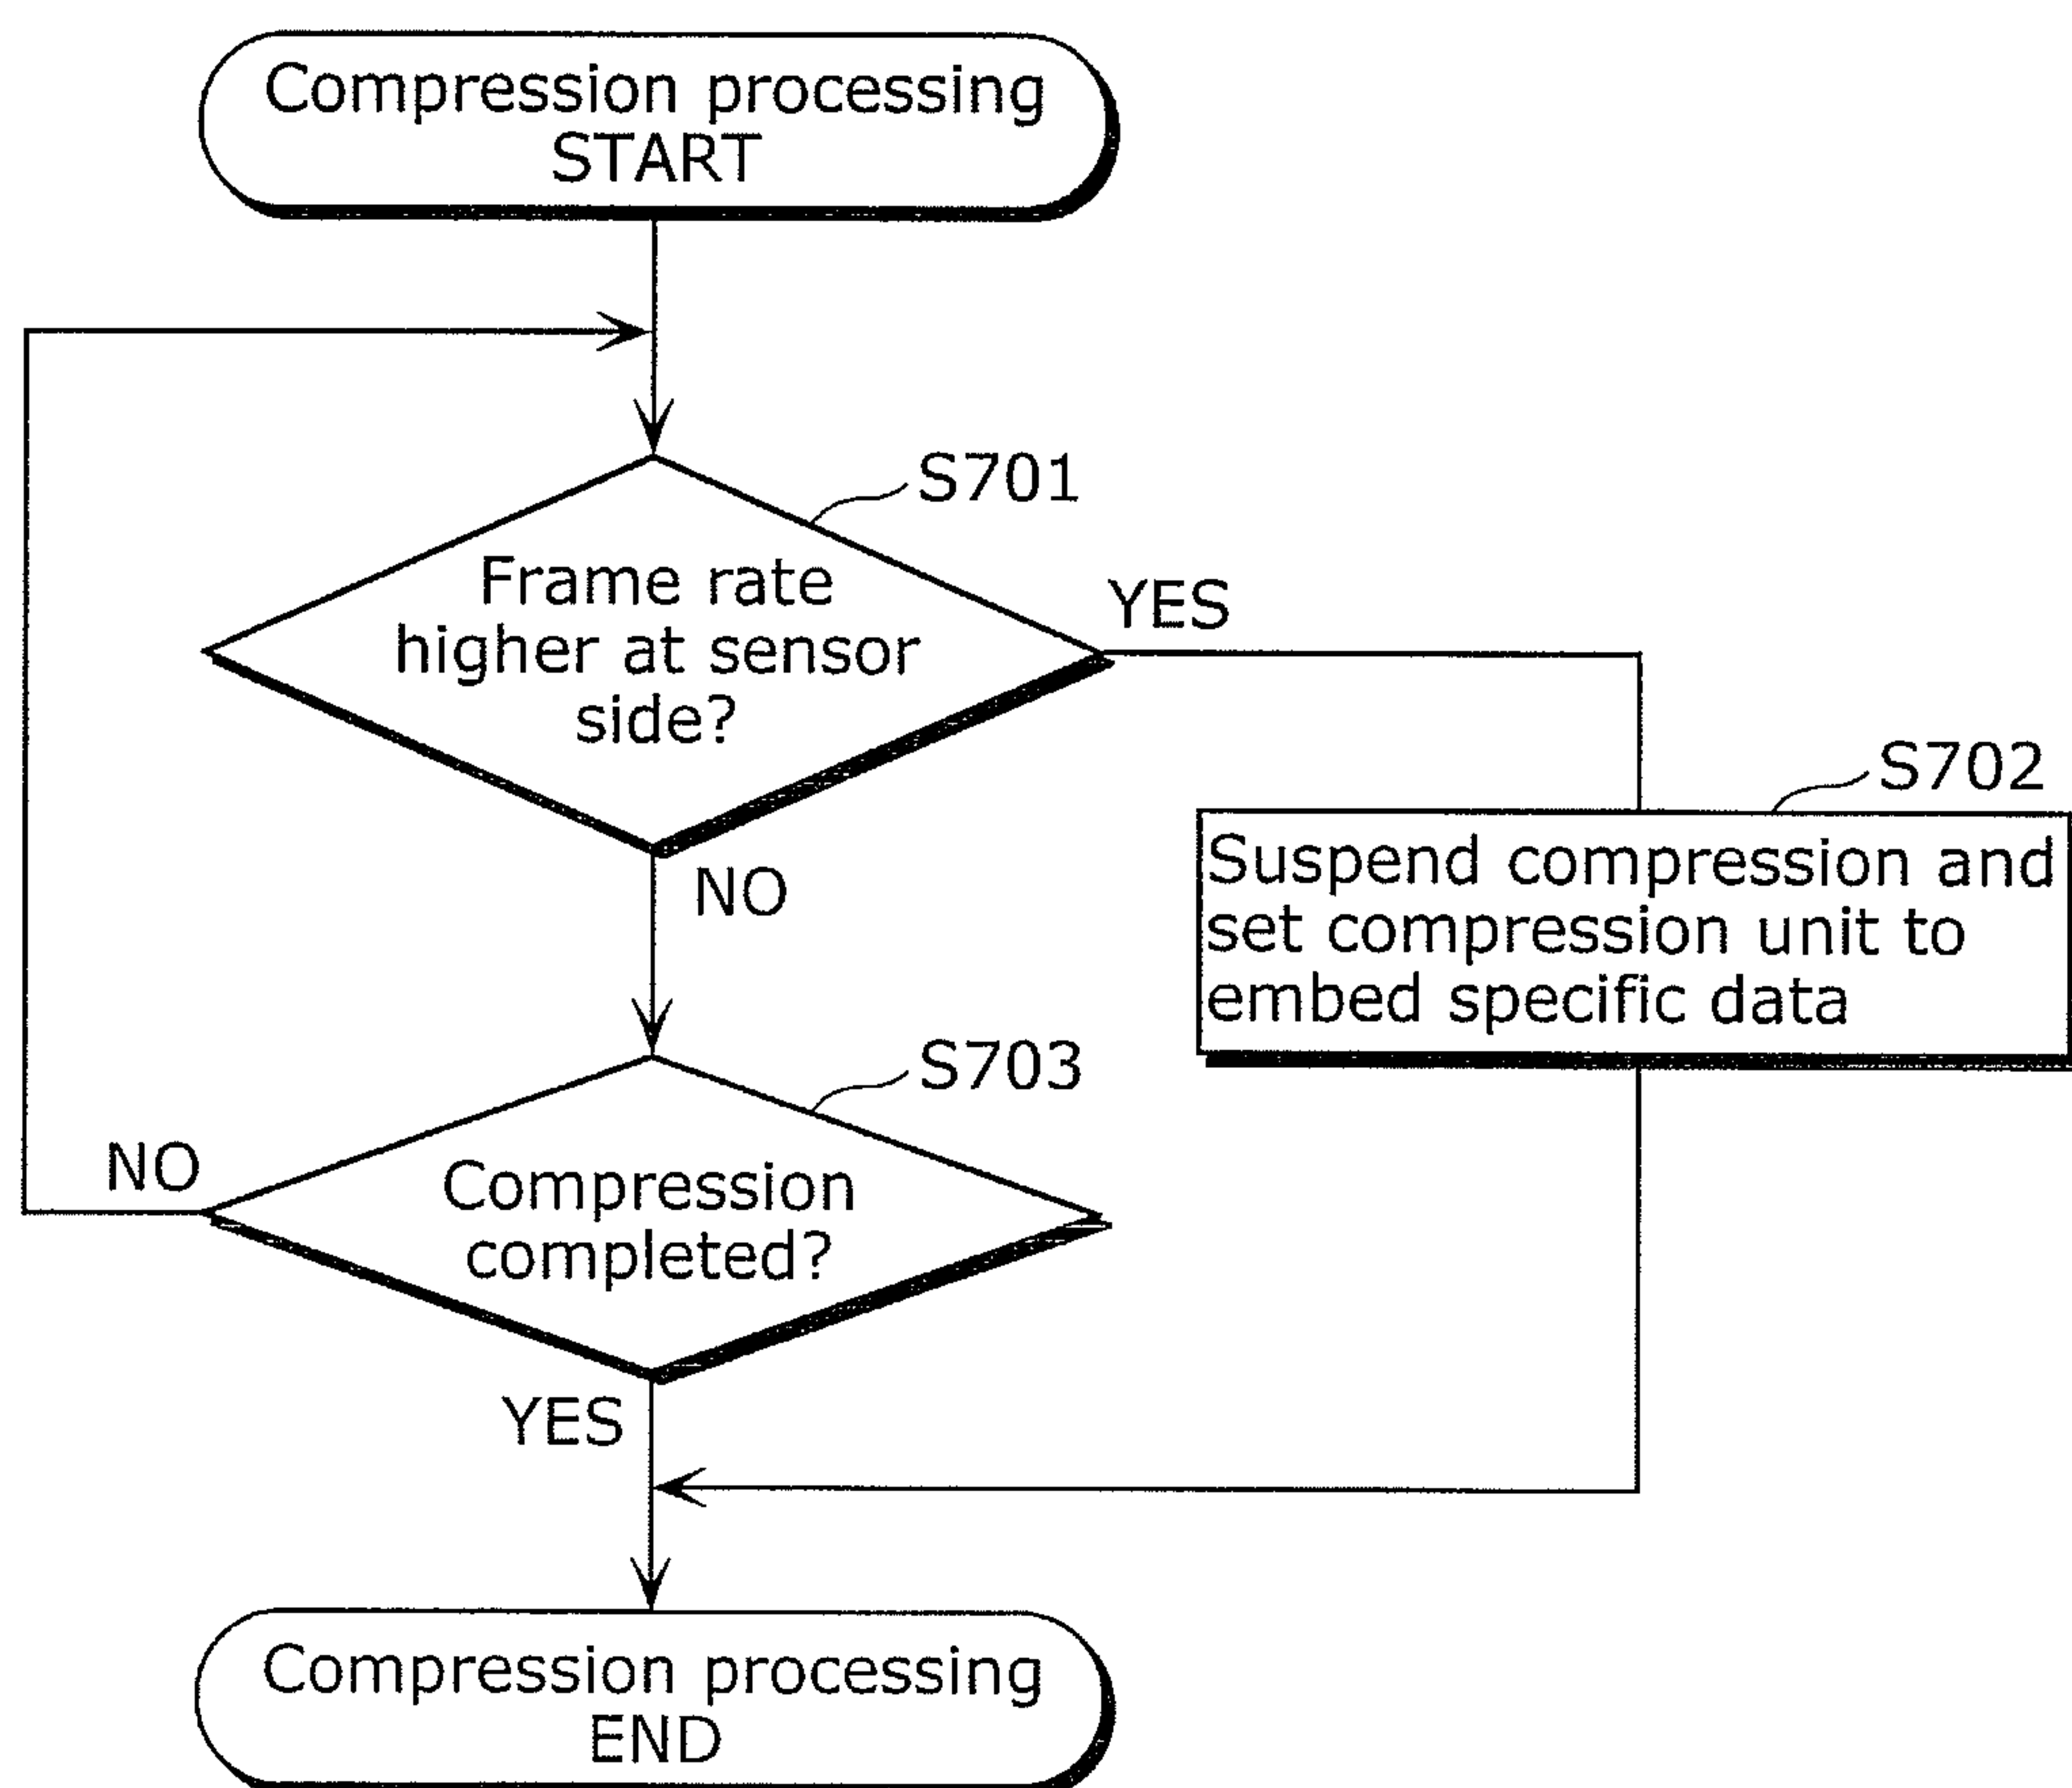 Compression processing
START
S701
Frame rate
higher at sensor
side?
YES
NO
S702
Suspend compression and
set compression unit to
embed specific data
S703
Compression
completed?
NO
YES
Compression processing
END